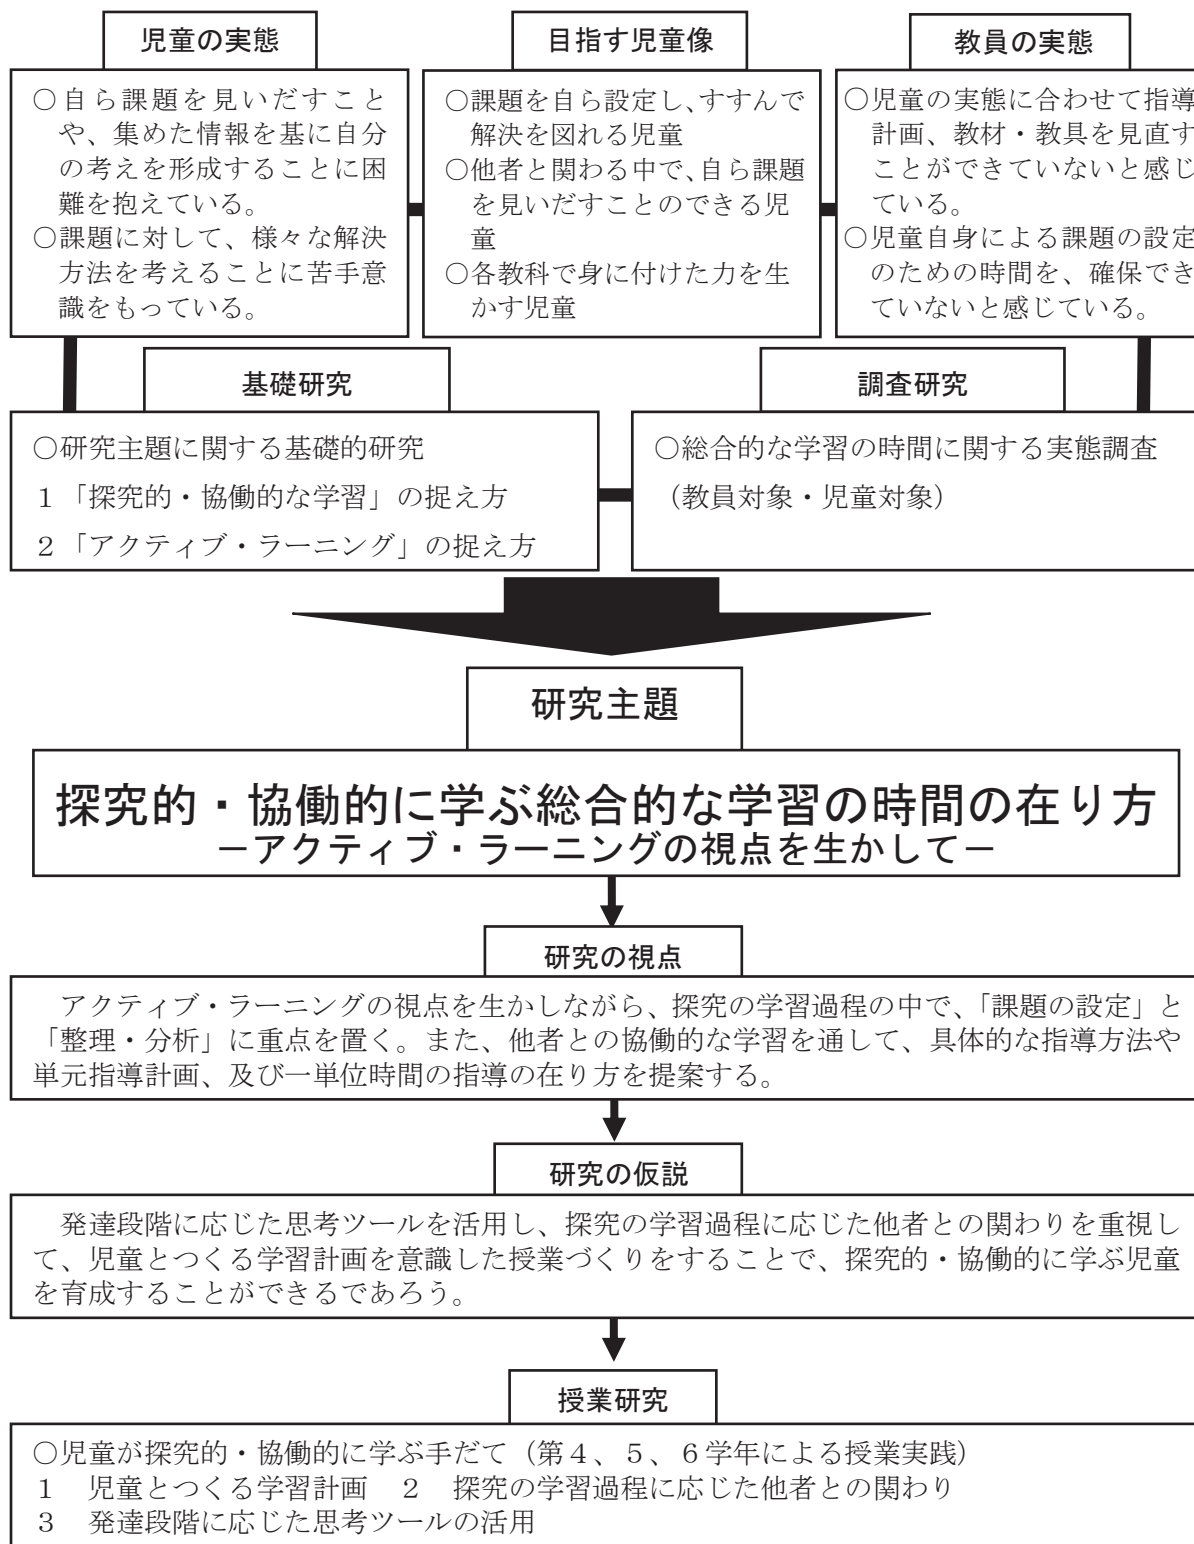 児童の実態
○自ら課題を見いだすこと
や、集めた情報を基に自分
の考えを形成することに困
難を抱えている。
○課題に対して、様々な解決
方法を考えることに苦手意
識をもっている。
目指す児童像
○課題を自ら設定し、すすんで
解決を図れる児童
○他者と関わる中で、自ら課題
を見いだすことのできる児
童
○各教科で身に付けた力を生
かす児童
教員の実態
○児童の実態に合わせて指導
計画、教材・教具を見直す
ことができていないと感じ
ている。
○児童自身による課題の設定
のための時間を、確保でき
ていないと感じている。
基礎研究
○研究主題に関する基礎的研究
１「探究的・協働的な学習」の捉え方
２「アクティブ・ラーニング」の捉え方
調査研究
○総合的な学習の時間に関する実態調査
（教員対象・児童対象）
研究主題
探究的・協働的に学ぶ総合的な学習の時間の在り方
－アクティブ・ラーニングの視点を生かして－
研究の視点
アクティブ・ラーニングの視点を生かしながら、探究の学習過程の中で、「課題の設定」と
「整理・分析」に重点を置く。また、他者との協働的な学習を通して、具体的な指導方法や
単元指導計画、及び一単位時間の指導の在り方を提案する。
研究の仮説
発達段階に応じた思考ツールを活用し、探究の学習過程に応じた他者との関わりを重視し
て、児童とつくる学習計画を意識した授業づくりをすることで、探究的・協働的に学ぶ児童
を育成することができるであろう。
授業研究
○児童が探究的・協働的に学ぶ手だて（第４、５、６学年による授業実践）
１　児童とつくる学習計画　２　探究の学習過程に応じた他者との関わり
３　発達段階に応じた思考ツールの活用